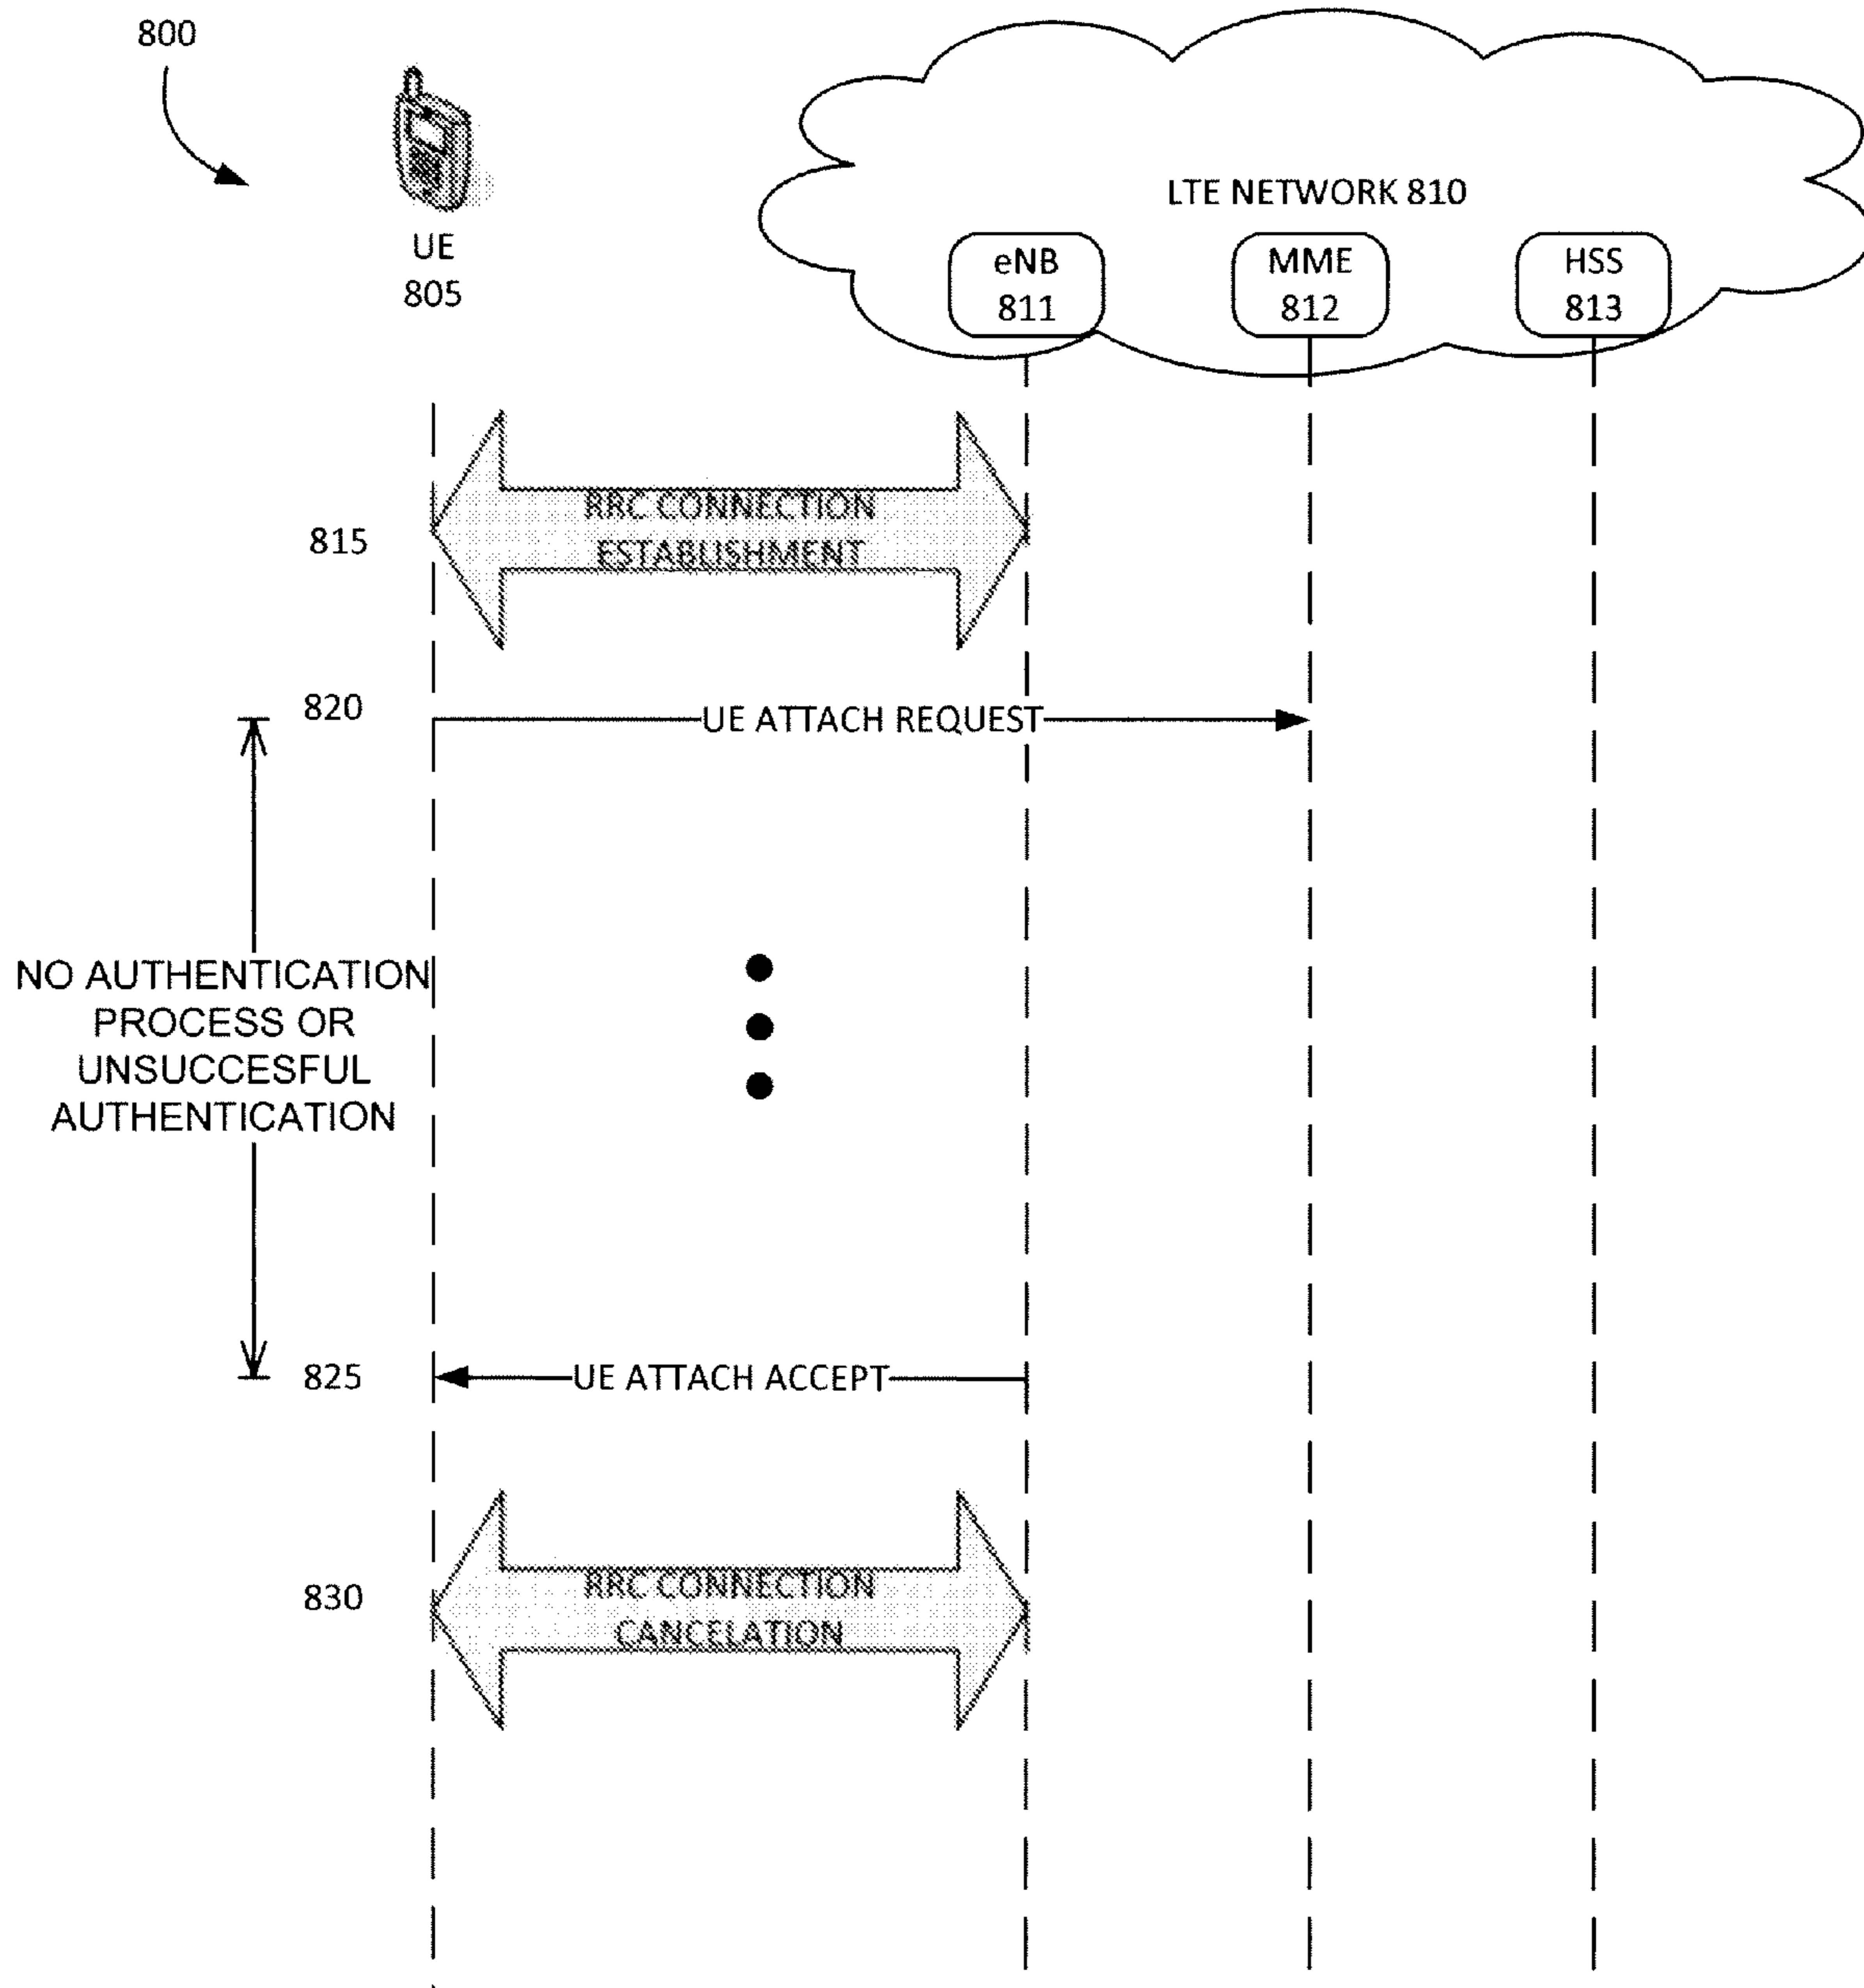 800
LTE NETWORK 810
UE
805
eNB
811
MME
812
HSS
813
RRC CONNECTION
ESTABLISHMENT
815
820
UE ATTACH REQUEST
NO AUTHENTICATION
PROCESS OR
UNSUCCESFUL
AUTHENTICATION
825
UE ATTACH ACCEPT
830
RRC CONNECTION
CANCELATION